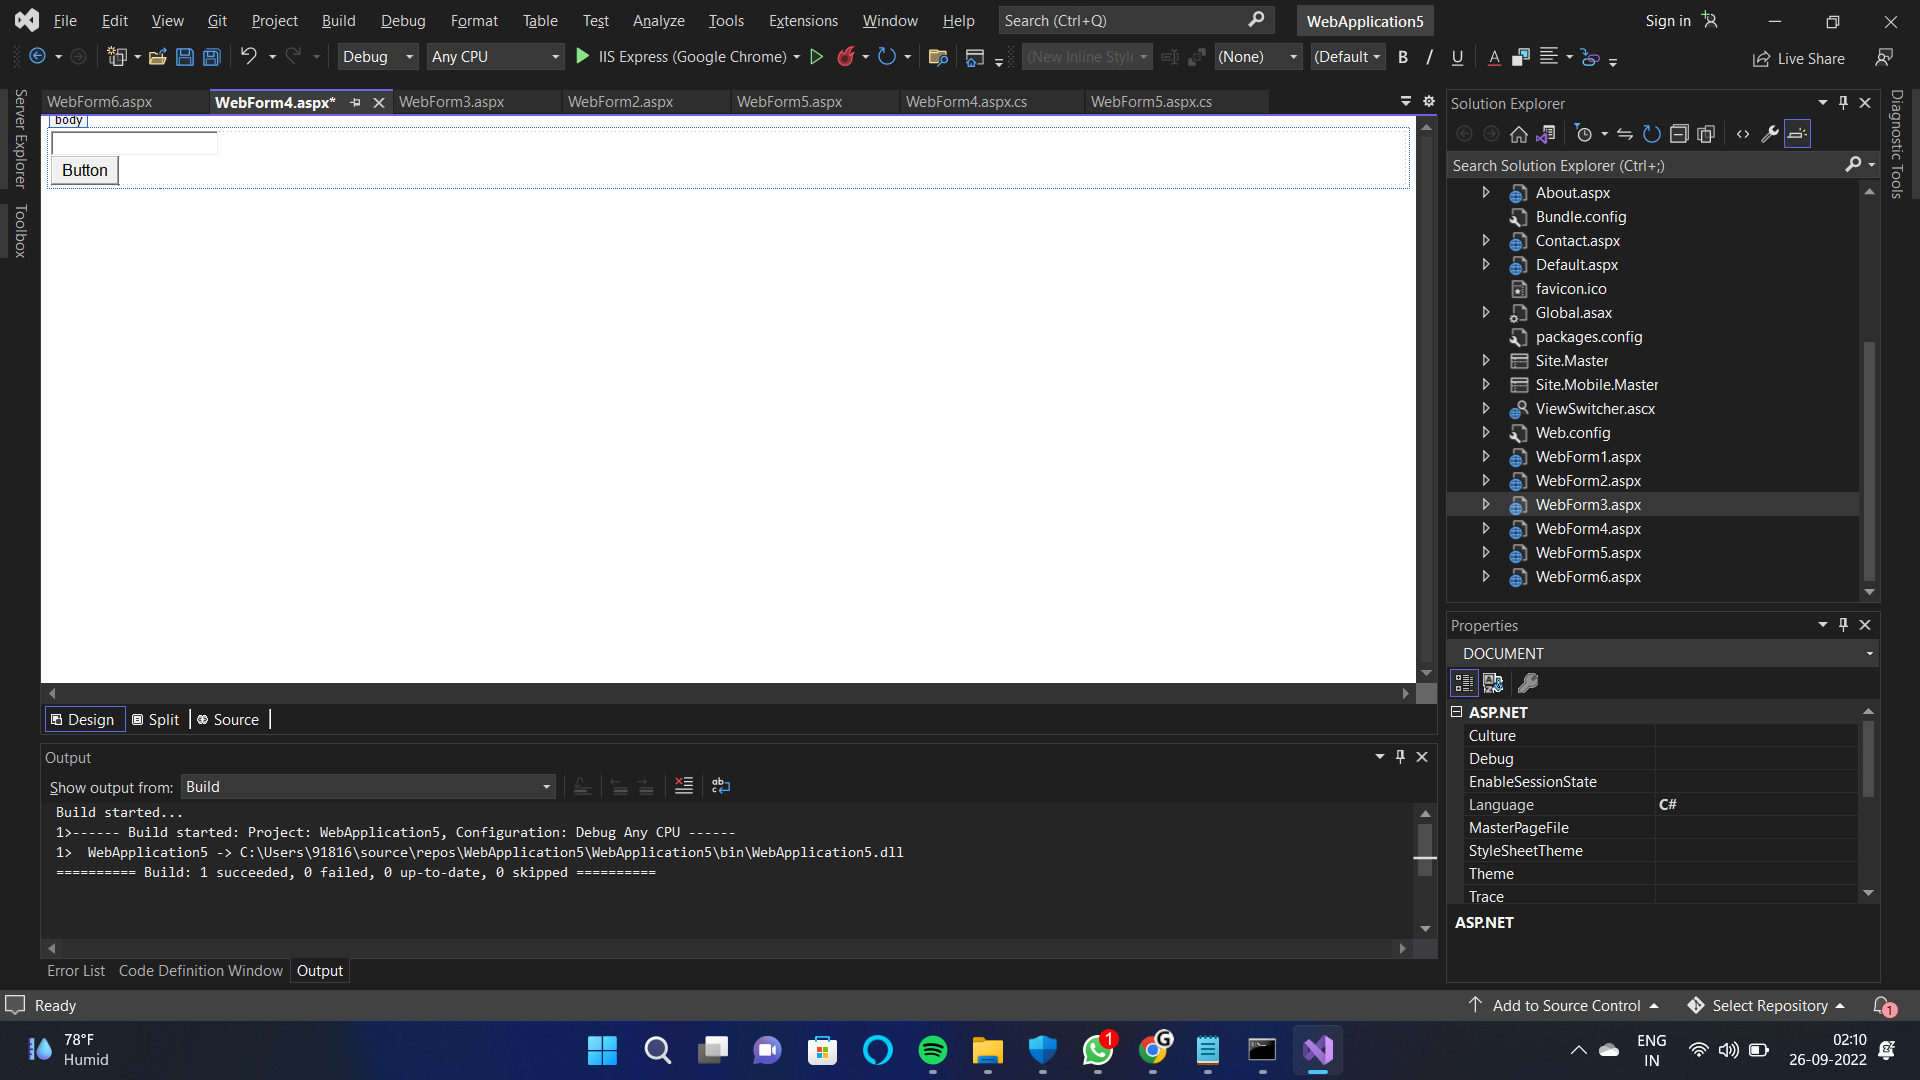 File Edit View Git Project Build Debug Format Table Test Analyze Tools Extensions Window Help Search (Ctrl+Q) WebApplication5 Sign in
Debug Any CPU IIS Express (Google Chrome) (New Inline Style (None) (Default B I U A Live Share
Server Explorer
Toolbox
WebForm6.aspx WebForm4.aspx* WebForm3.aspx WebForm2.aspx WebForm5.aspx WebForm4.aspx.cs WebForm5.aspx.cs
body
Button
Design Split Source
Output
Show output from: Build
Build started...
1>------ Build started: Project: WebApplication5, Configuration: Debug Any CPU ------
1>  WebApplication5 -> C:\Users\91816\source\repos\WebApplication5\WebApplication5\bin\WebApplication5.dll
========== Build: 1 succeeded, 0 failed, 0 up-to-date, 0 skipped ==========
Error List Code Definition Window Output
Solution Explorer
Search Solution Explorer (Ctrl+;)
About.aspx
Bundle.config
Contact.aspx
Default.aspx
favicon.ico
Global.asax
packages.config
Site.Master
Site.Mobile.Master
ViewSwitcher.ascx
Web.config
WebForm1.aspx
WebForm2.aspx
WebForm3.aspx
WebForm4.aspx
WebForm5.aspx
WebForm6.aspx
Diagnostic Tools
Properties
DOCUMENT
ASP.NET
Culture
Debug
EnableSessionState
Language C#
MasterPageFile
StyleSheetTheme
Theme
Trace
ASP.NET
Ready Add to Source Control Select Repository 1
78°F
Humid
1
G
ENG
IN
02:10
26-09-2022